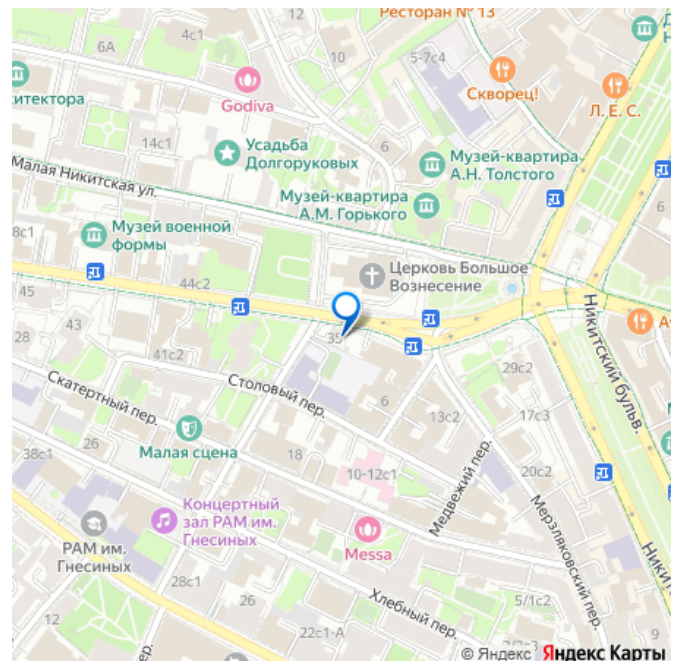 Ресторан № 13
12
4с1
6А
10
5-7с4
Скворец!
Л. Е. С.
Godiva
хитектора
14с1
Усадьба
Долгоруковых
6
Музей-квартира
А.Н. Толстого
Малая Никитская ул.
Музей-квартира
А.М. Горького
6
8с1
Музей военной
формы
Церковь Большое
Вознесение
44с2
45
43
35
28
41с2
29с2
Никитский бульв.
Скатертный пер.
Столовый пер.
6
13с2
17с3
Малая сцена
26
18
38с1
10-12с1
20с2
Медвежий пер.
Мерзляковский пер.
Концертный
зал РАМ им.
Гнесиных
РАМ им.
Гнесиных
Messa
28с1
26
Хлебный пер.
5/1с2
12
22с1-А
9
© Яндекс Яндекс Карты